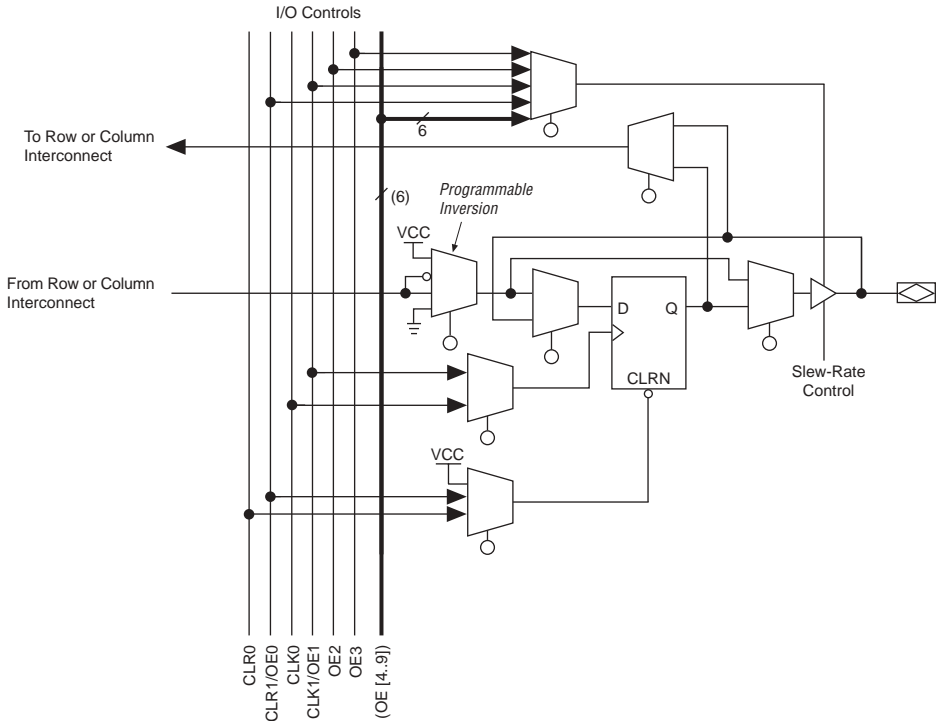 I/O Controls
6
To Row or Column
Interconnect
(6)
Programmable
Inversion
VCC
From Row or Column
Interconnect
D
Q
CLRN
Slew-Rate
Control
VCC
CLR0
CLR1/OE0
CLK0
CLK1/OE1
OE2
OE3
(OE [4..9])